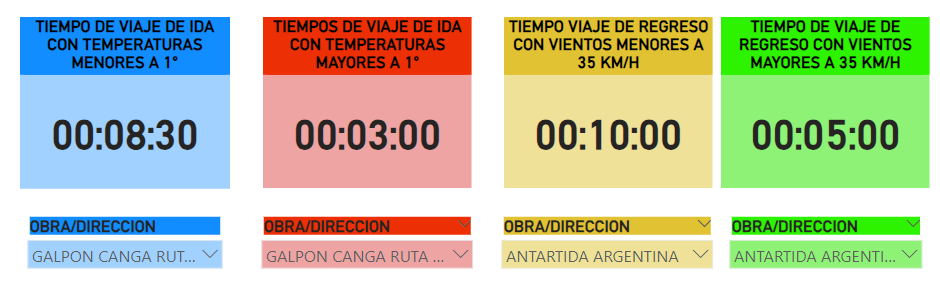 TIEMPO DE VIAJE DE IDA
CON TEMPERATURAS
MENORES A 1°
00:08:30
OBRA/DIRECCION
GALPON CANGA RUT...
TIEMPOS DE VIAJE DE IDA
CON TEMPERATURAS
MAYORES A 1°
00:03:00
OBRA/DIRECCION
GALPON CANGA RUTA ...
TIEMPO VIAJE DE REGRESO
CON VIENTOS MENORES A
35 KM/H
00:10:00
OBRA/DIRECCION
ANTARTIDA ARGENTINA
TIEMPO DE VIAJE DE
REGRESO CON VIENTOS
MAYORES A 35 KM/H
00:05:00
OBRA/DIRECCION
ANTARTIDA ARGENTI...